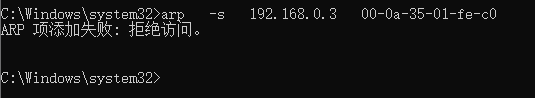 C:\Windows\system32>arp   -s   192.168.0.3   00-0a-35-01-fe-c0
ARP 项添加失败: 拒绝访问。
C:\Windows\system32>